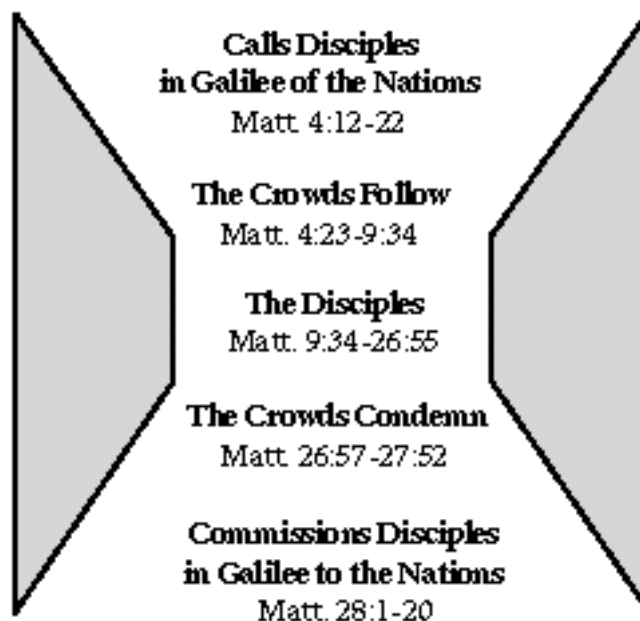 Calls Disciples
in Galilee of the Nations
Matt. 4:12-22
The Crowds Follow
Matt. 4:23-9:34
The Disciples
Matt. 9:34-26:55
The Crowds Condemn
Matt. 26:57-27:52
Commissions Disciples
in Galilee to the Nations
Matt. 28:1-20